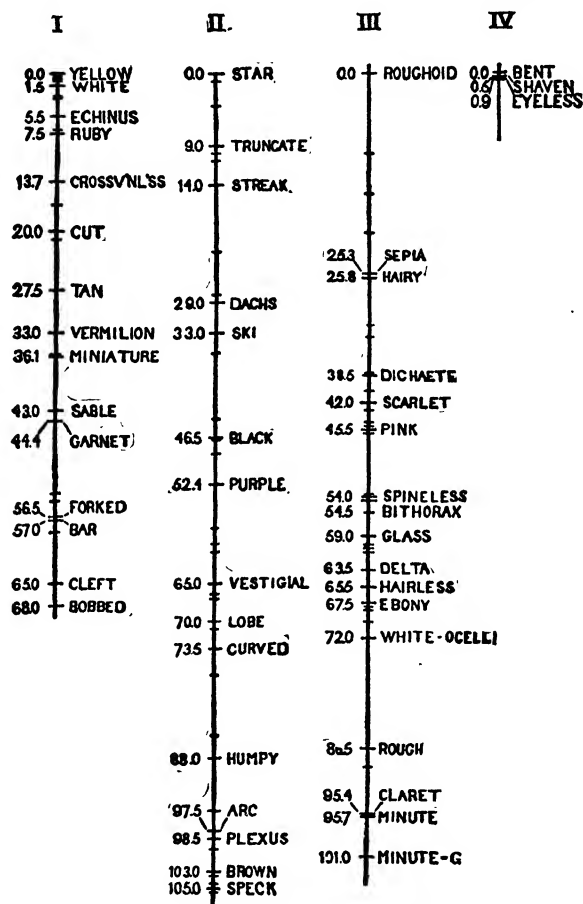 I
0.0 YELLOW
1.5 WHITE
5.5 ECHINUS
7.5 RUBY
13.7 CROSSV'NL'SS
20.0 CUT
27.5 TAN
33.0 VERMILION
36.1 MINIATURE
43.0 SABLE
44.4 GARNET
56.5 FORKED
57.0 BAR
65.0 CLEFT
68.0 BOBBED
II
0.0 STAR
9.0 TRUNCATE
14.0 STREAK
29.0 DACHS
33.0 SKI
46.5 BLACK
52.4 PURPLE
65.0 VESTIGIAL
70.0 LOBE
73.5 CURVED
88.0 HUMPY
97.5 ARC
98.5 PLEXUS
103.0 BROWN
105.0 SPECK
III
0.0 ROUGHOID
25.3 SEPIA
25.8 HAIRY
38.5 DICHAETE
42.0 SCARLET
45.5 PINK
54.0 SPINELESS
54.5 BITHORAX
59.0 GLASS
63.5 DELTA
65.5 HAIRLESS
67.5 EBONY
72.0 WHITE-OCELLI
86.5 ROUGH
95.4 CLARET
95.7 MINUTE
101.0 MINUTE-G
IV
0.0 BENT
0.6 SHAVEN
0.9 EYELESS